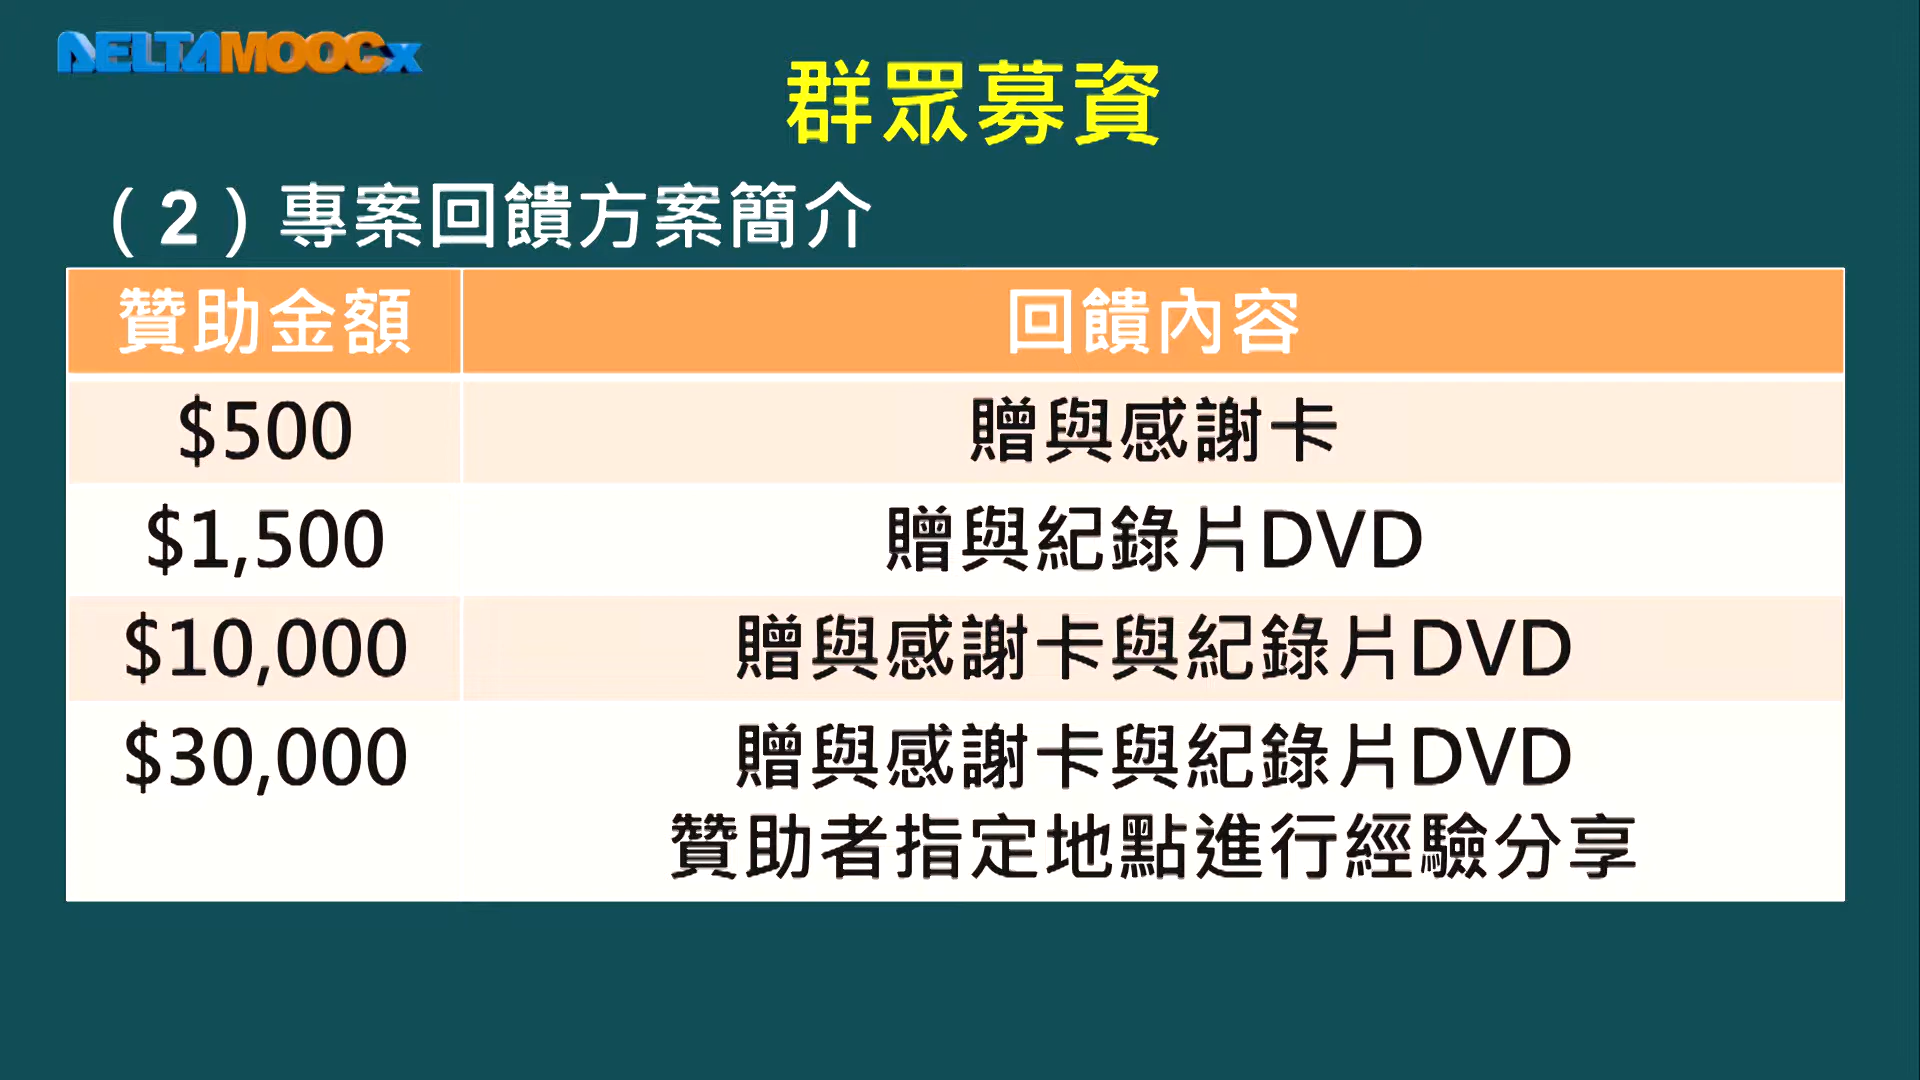 DELTAMOOCx
群眾募資
（2）專案回饋方案簡介
贊助金額 回饋內容
$500 贈與感謝卡
$1,500 贈與紀錄片DVD
$10,000 贈與感謝卡與紀錄片DVD
$30,000 贈與感謝卡與紀錄片DVD
贊助者指定地點進行經驗分享